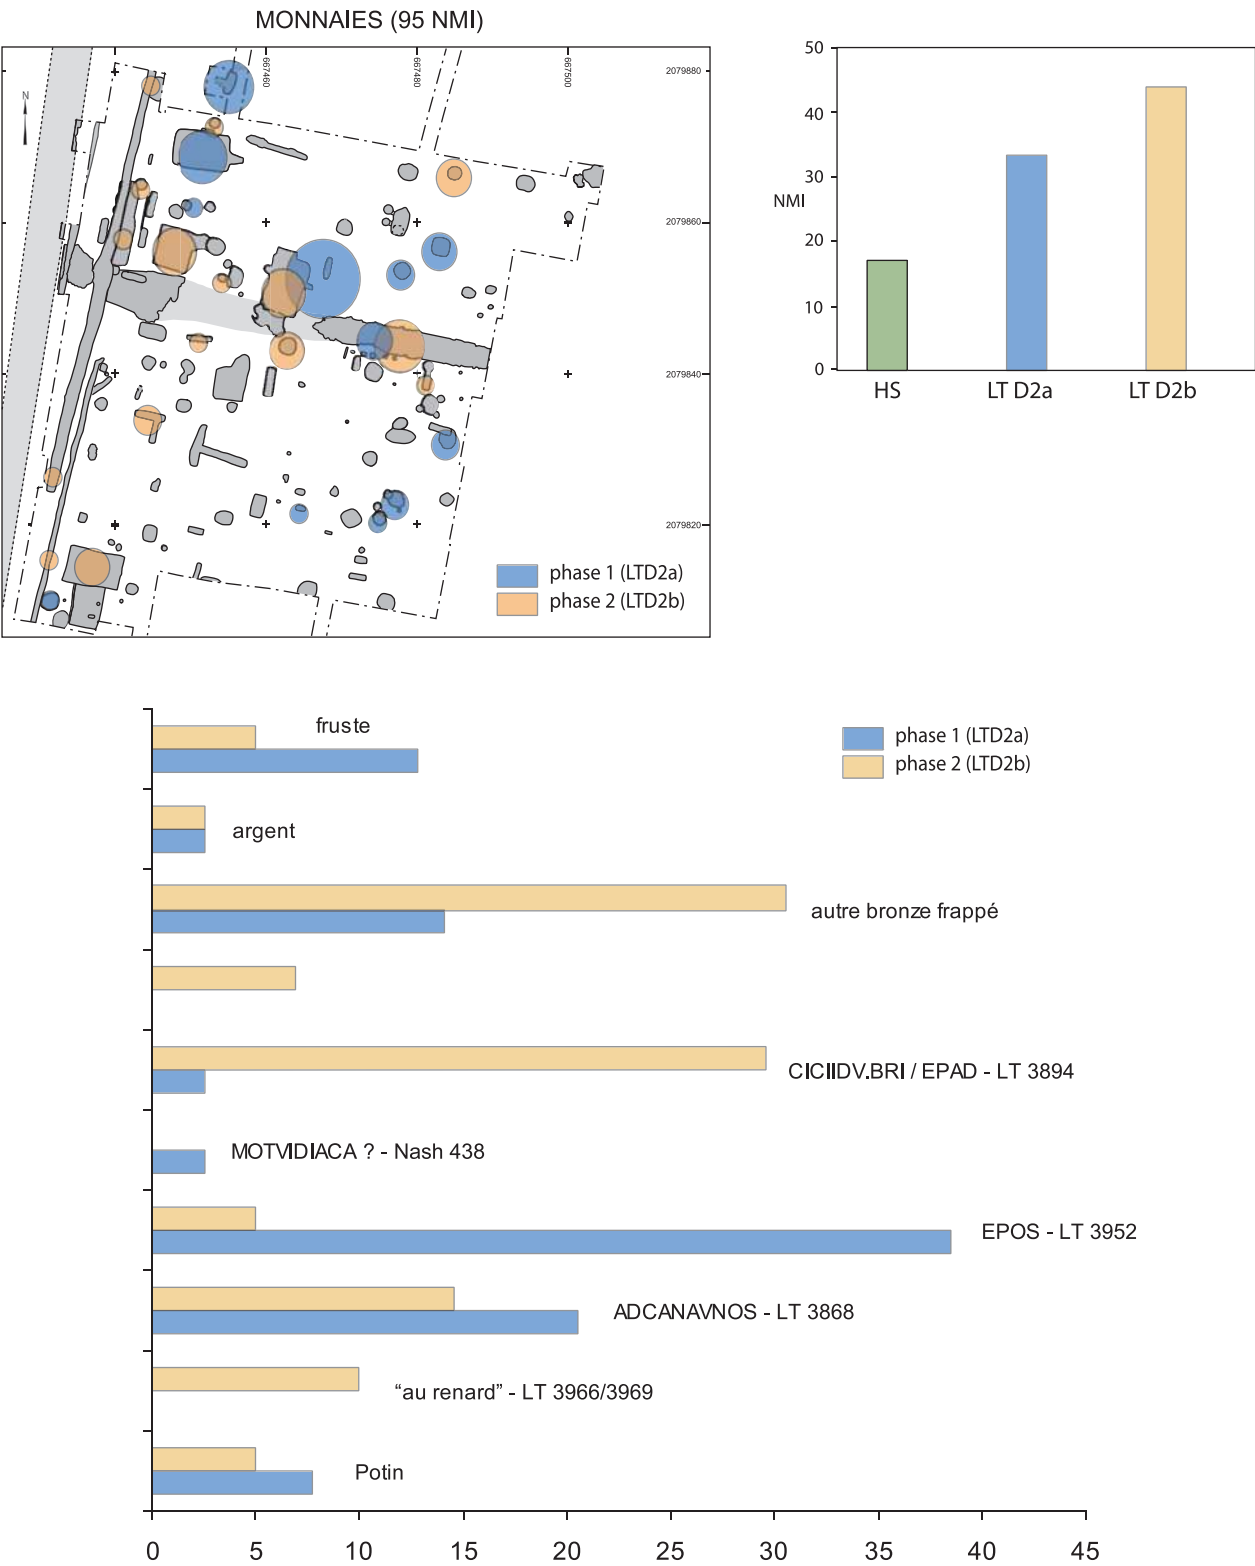 MONNAIES (95 NMI)
N
667460
667480
667500
2079880
2079860
2079840
2079820
phase 1 (LTD2a)
phase 2 (LTD2b)
50
40
30
NMI
20
10
0
HS
LT D2a
LT D2b
fruste
phase 1 (LTD2a)
phase 2 (LTD2b)
argent
autre bronze frappé
CICIIDV.BRI / EPAD - LT 3894
MOTVIDIACA ? - Nash 438
EPOS - LT 3952
ADCANAVNOS - LT 3868
“au renard” - LT 3966/3969
Potin
0 5 10 15 20 25 30 35 40 45